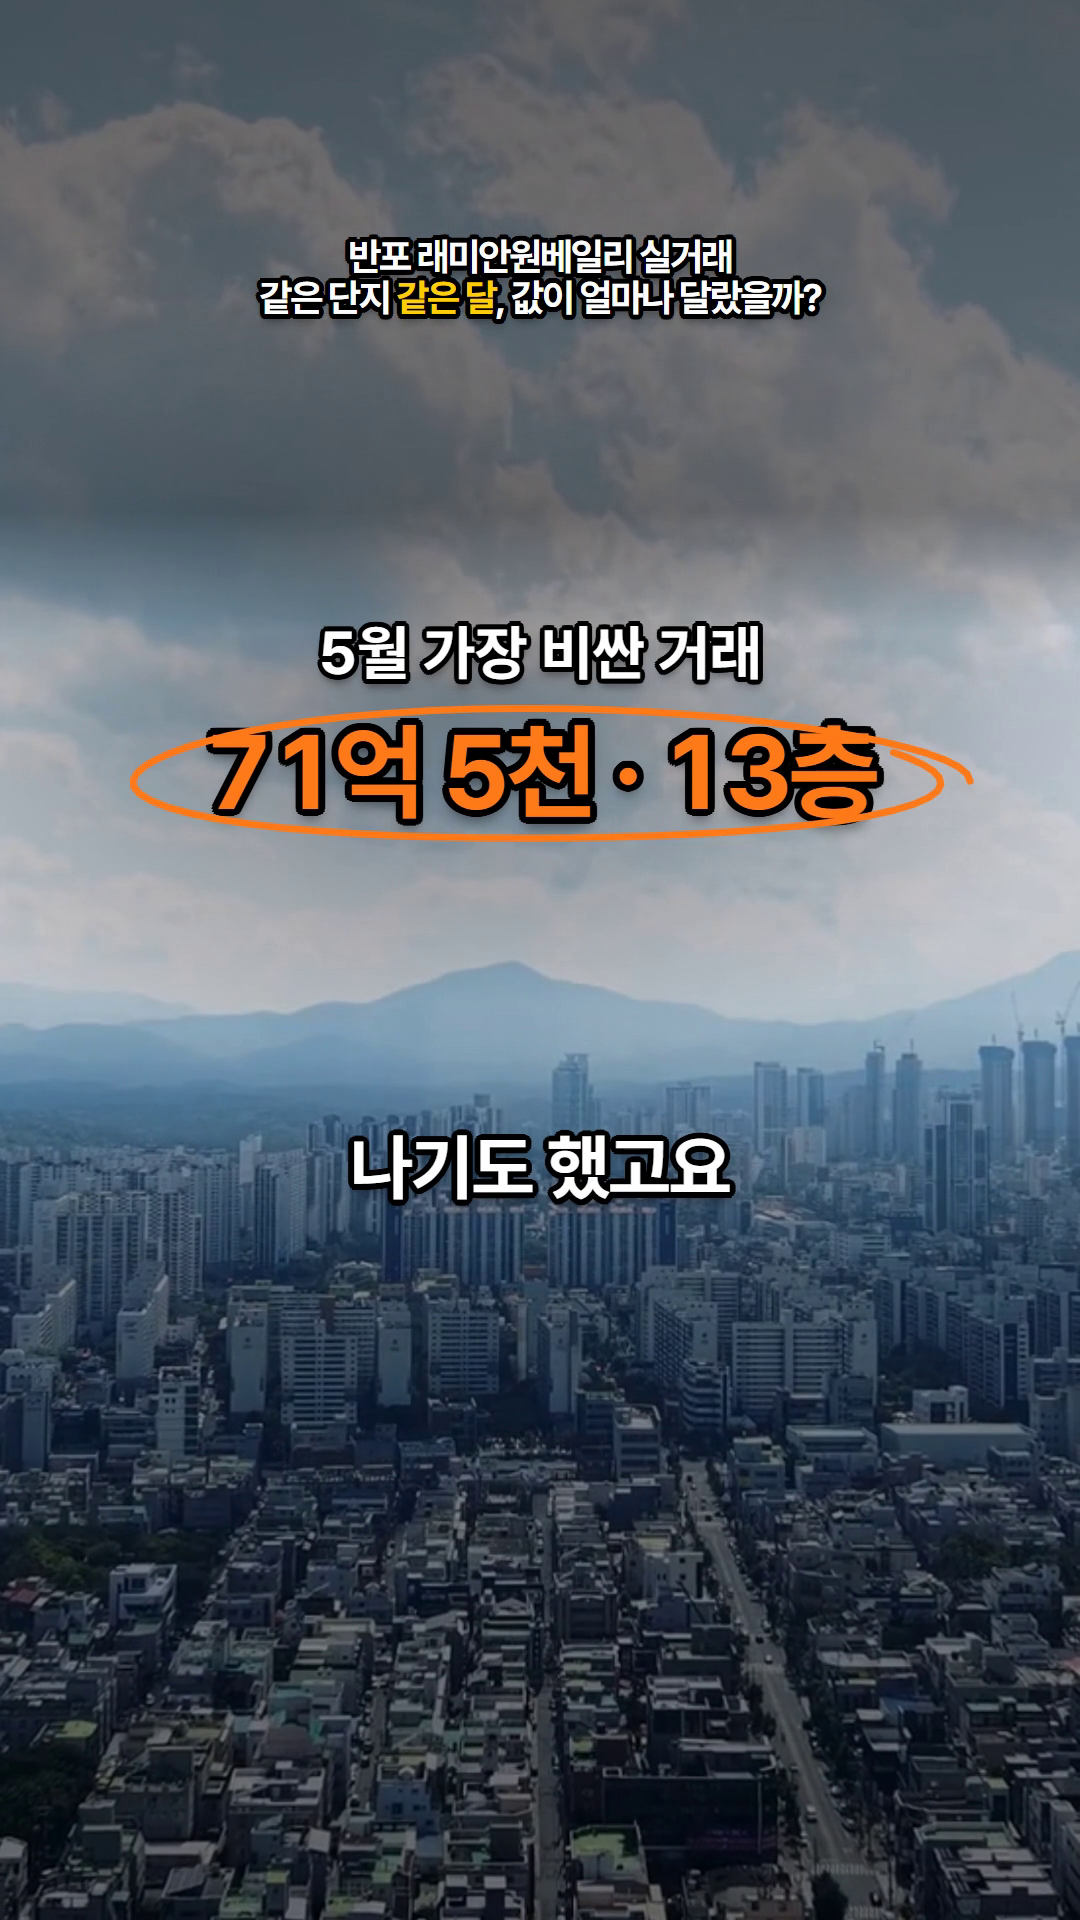 반포 래미안원베일리 실거래
같은 단지 같은 달, 값이 얼마나 달랐을까?
5월 가장 비싼 거래
71억 5천 · 13층
나기도 했고요